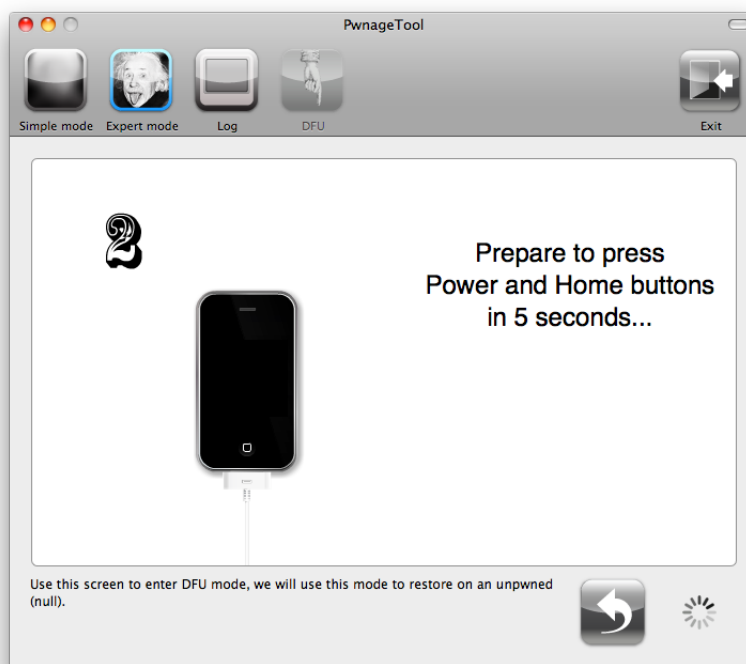 PwnageTool
Simple mode Expert mode Log DFU Exit
2
Prepare to press
Power and Home buttons
in 5 seconds...
Use this screen to enter DFU mode, we will use this mode to restore on an unpwned
(null).